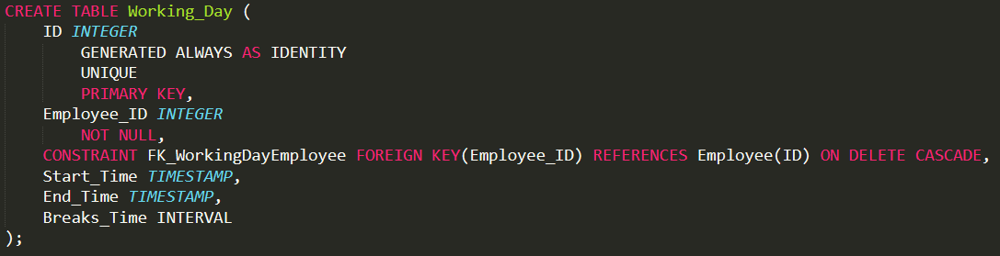 CREATE TABLE Working_Day (
    ID INTEGER
        GENERATED ALWAYS AS IDENTITY
        UNIQUE
        PRIMARY KEY,
    Employee_ID INTEGER
        NOT NULL,
    CONSTRAINT FK_WorkingDayEmployee FOREIGN KEY(Employee_ID) REFERENCES Employee(ID) ON DELETE CASCADE,
    Start_Time TIMESTAMP,
    End_Time TIMESTAMP,
    Breaks_Time INTERVAL
);